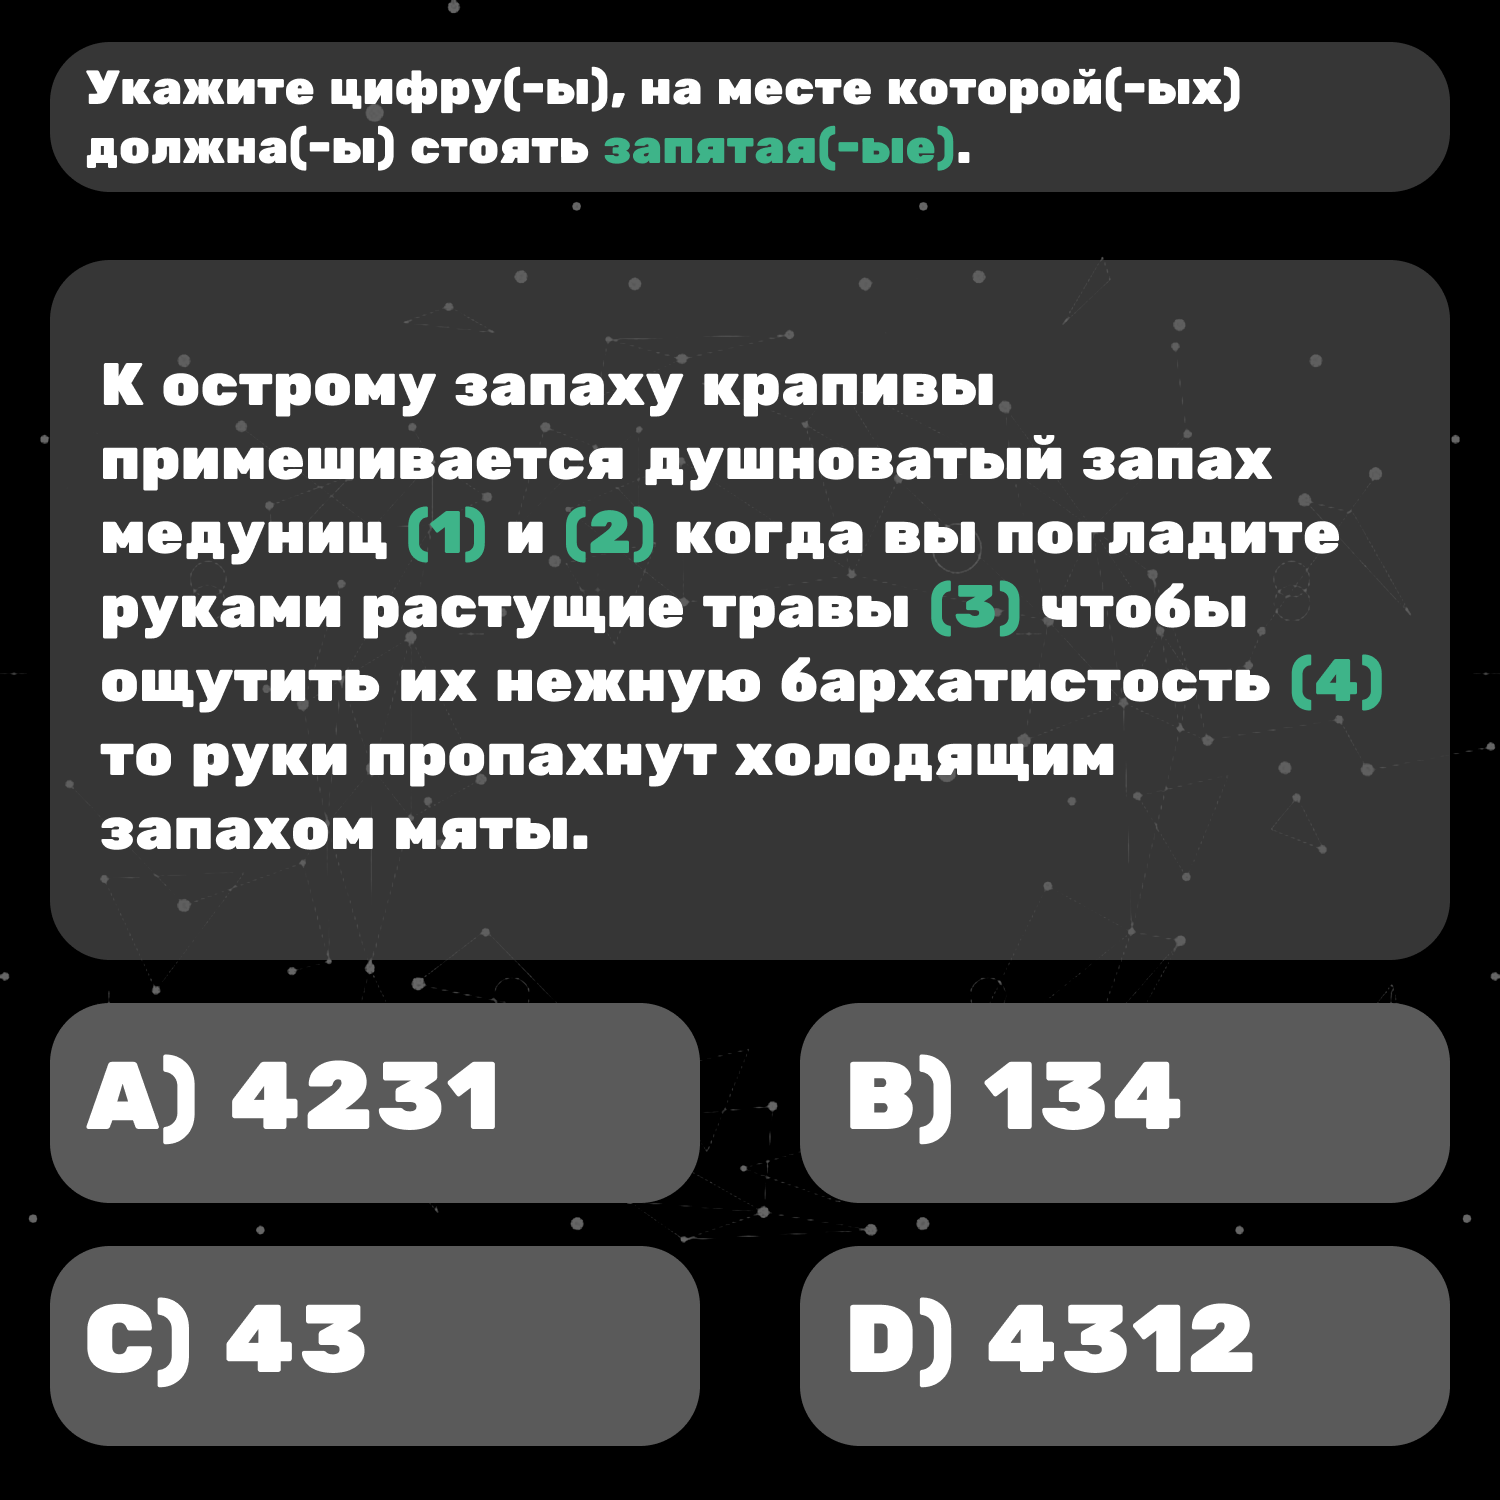 Укажите цифру(-ы), на месте которой(-ых)
должна(-ы) стоять запятая(-ые).
К острому запаху крапивы
примешивается душноватый запах
медуниц (1) и (2) когда вы погладите
руками растущие травы (3) чтобы
ощутить их нежную бархатистость (4)
то руки пропахнут холодящим
запахом мяты.
A) 4231
B) 134
C) 43
D) 4312